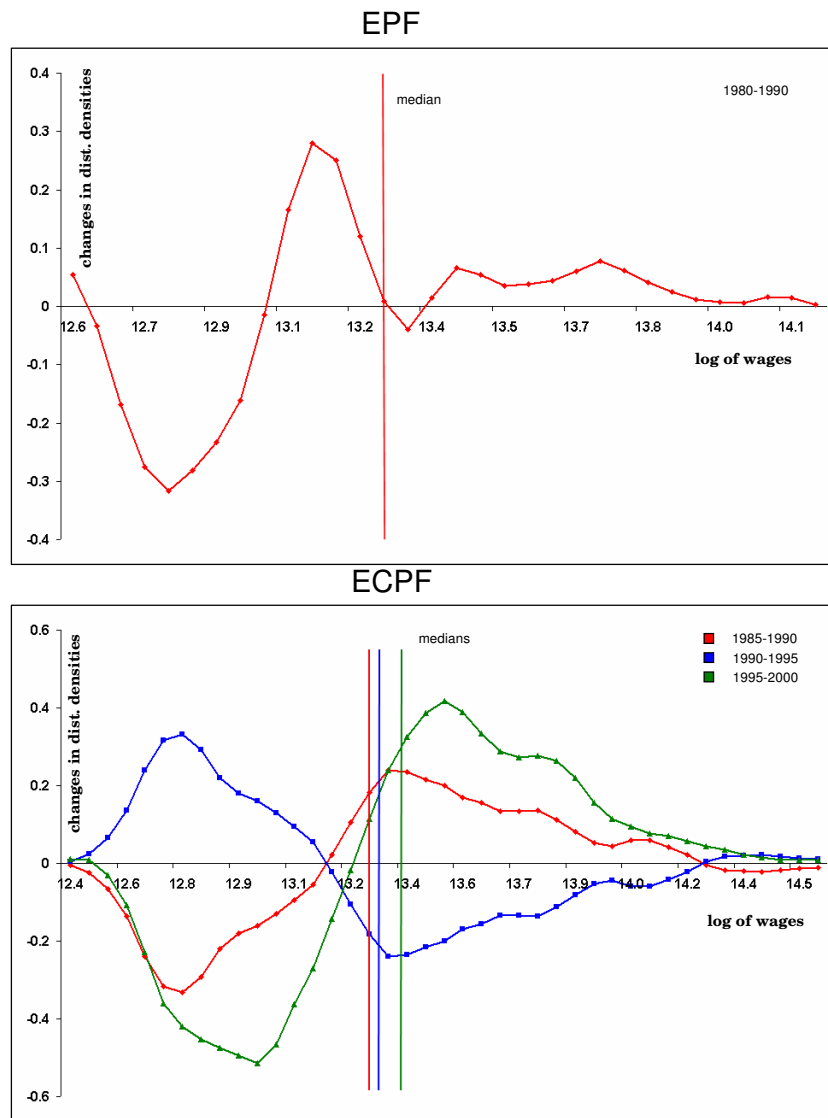 EPF
0.4
0.3
0.2
0.1
0
-0.1
-0.2
-0.3
-0.4
changes in dist. densities
median
1980-1990
12.6 12.7 12.9 13.1 13.2 13.4 13.5 13.7 13.8 14.0 14.1
log of wages
ECPF
0.6
0.4
0.2
0
-0.2
-0.4
-0.6
changes in dist. densities
medians
1985-1990
1990-1995
1995-2000
12.4 12.6 12.8 12.9 13.1 13.2 13.4 13.6 13.7 13.9 14.0 14.2 14.4 14.5
log of wages